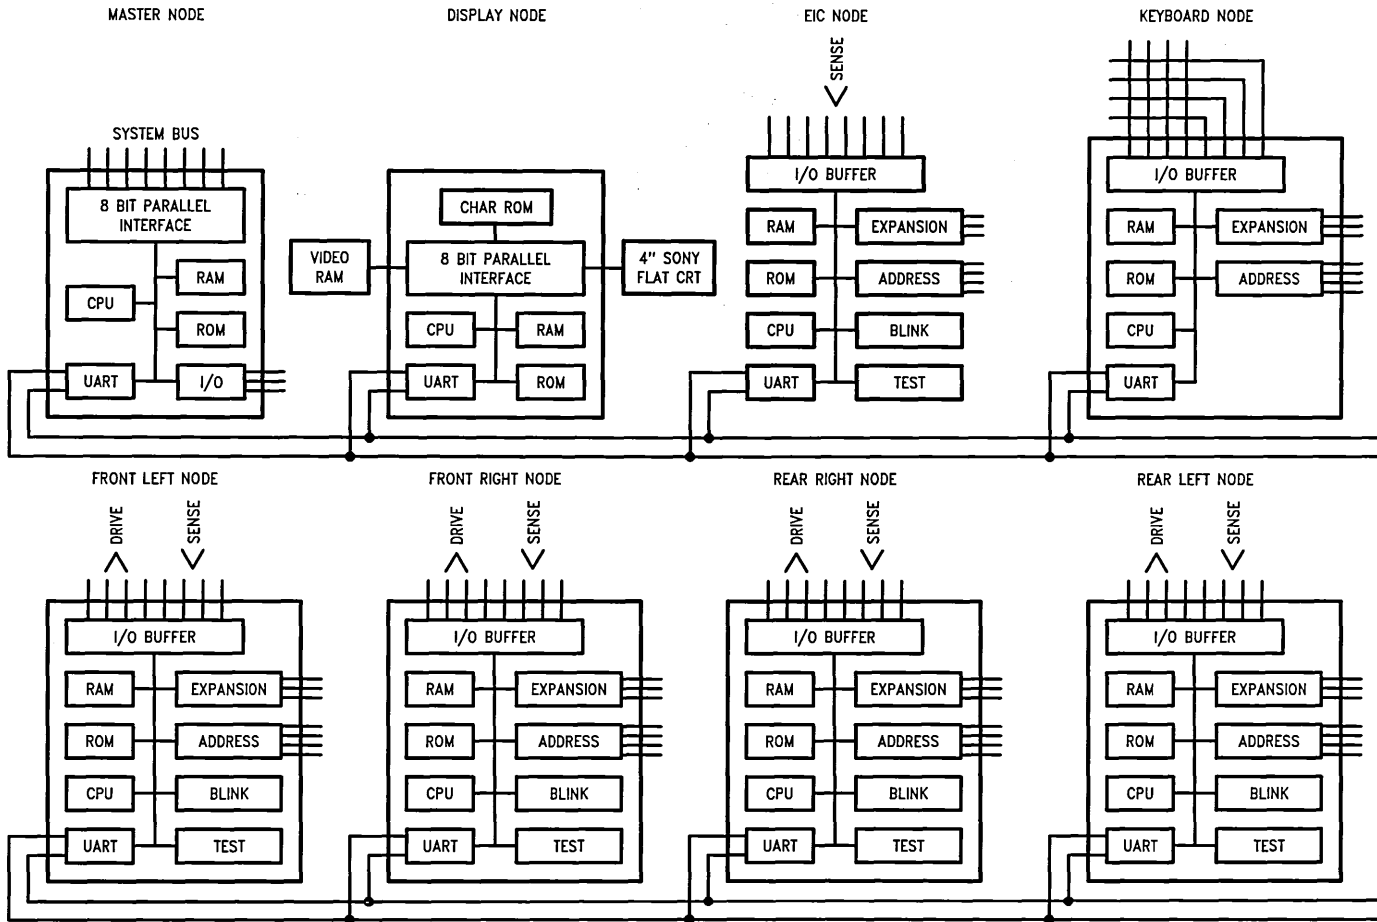 MASTER NODE
DISPLAY NODE
EIC NODE
KEYBOARD NODE
SENSE
SYSTEM BUS
8 BIT PARALLEL
INTERFACE
RAM
CPU
ROM
UART
I/O
CHAR ROM
VIDEO
RAM
8 BIT PARALLEL
INTERFACE
4" SONY
FLAT CRT
CPU
RAM
UART
ROM
I/O BUFFER
RAM
EXPANSION
ROM
ADDRESS
CPU
BLINK
UART
TEST
I/O BUFFER
RAM
EXPANSION
ROM
ADDRESS
CPU
UART
FRONT LEFT NODE
FRONT RIGHT NODE
REAR RIGHT NODE
REAR LEFT NODE
DRIVE
SENSE
DRIVE
SENSE
DRIVE
SENSE
DRIVE
SENSE
I/O BUFFER
RAM
EXPANSION
ROM
ADDRESS
CPU
BLINK
UART
TEST
I/O BUFFER
RAM
EXPANSION
ROM
ADDRESS
CPU
BLINK
UART
TEST
I/O BUFFER
RAM
EXPANSION
ROM
ADDRESS
CPU
BLINK
UART
TEST
I/O BUFFER
RAM
EXPANSION
ROM
ADDRESS
CPU
BLINK
UART
TEST